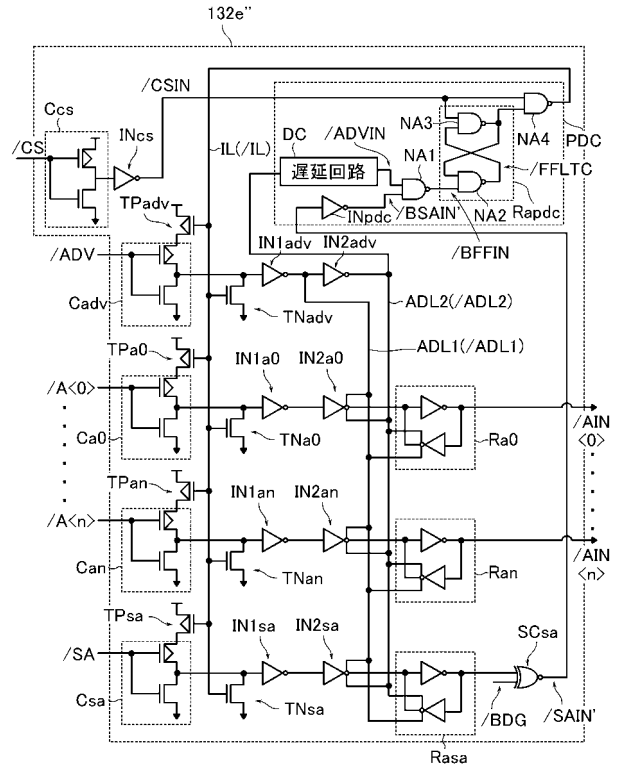 132e"
/CSIN
Ccs
INcs
/CS
IL(/IL)
DC
遅延回路
/ADVIN
NA1
NA3
NA4
PDC
/FFLTC
NA2
Rapdc
INpdc
/BSAIN'
/BFFIN
TPadv
/ADV
IN1adv
IN2adv
Cadv
TNadv
ADL2(/ADL2)
ADL1(/ADL1)
TPa0
IN1a0
IN2a0
/A<0>
Ca0
TNa0
Ra0
/AIN
<0>
TPan
IN1an
IN2an
/A<n>
Can
TNan
Ran
/AIN
<n>
TPsa
IN1sa
IN2sa
SCsa
/SA
Csa
TNsa
/BDG
/SAIN'
Rasa